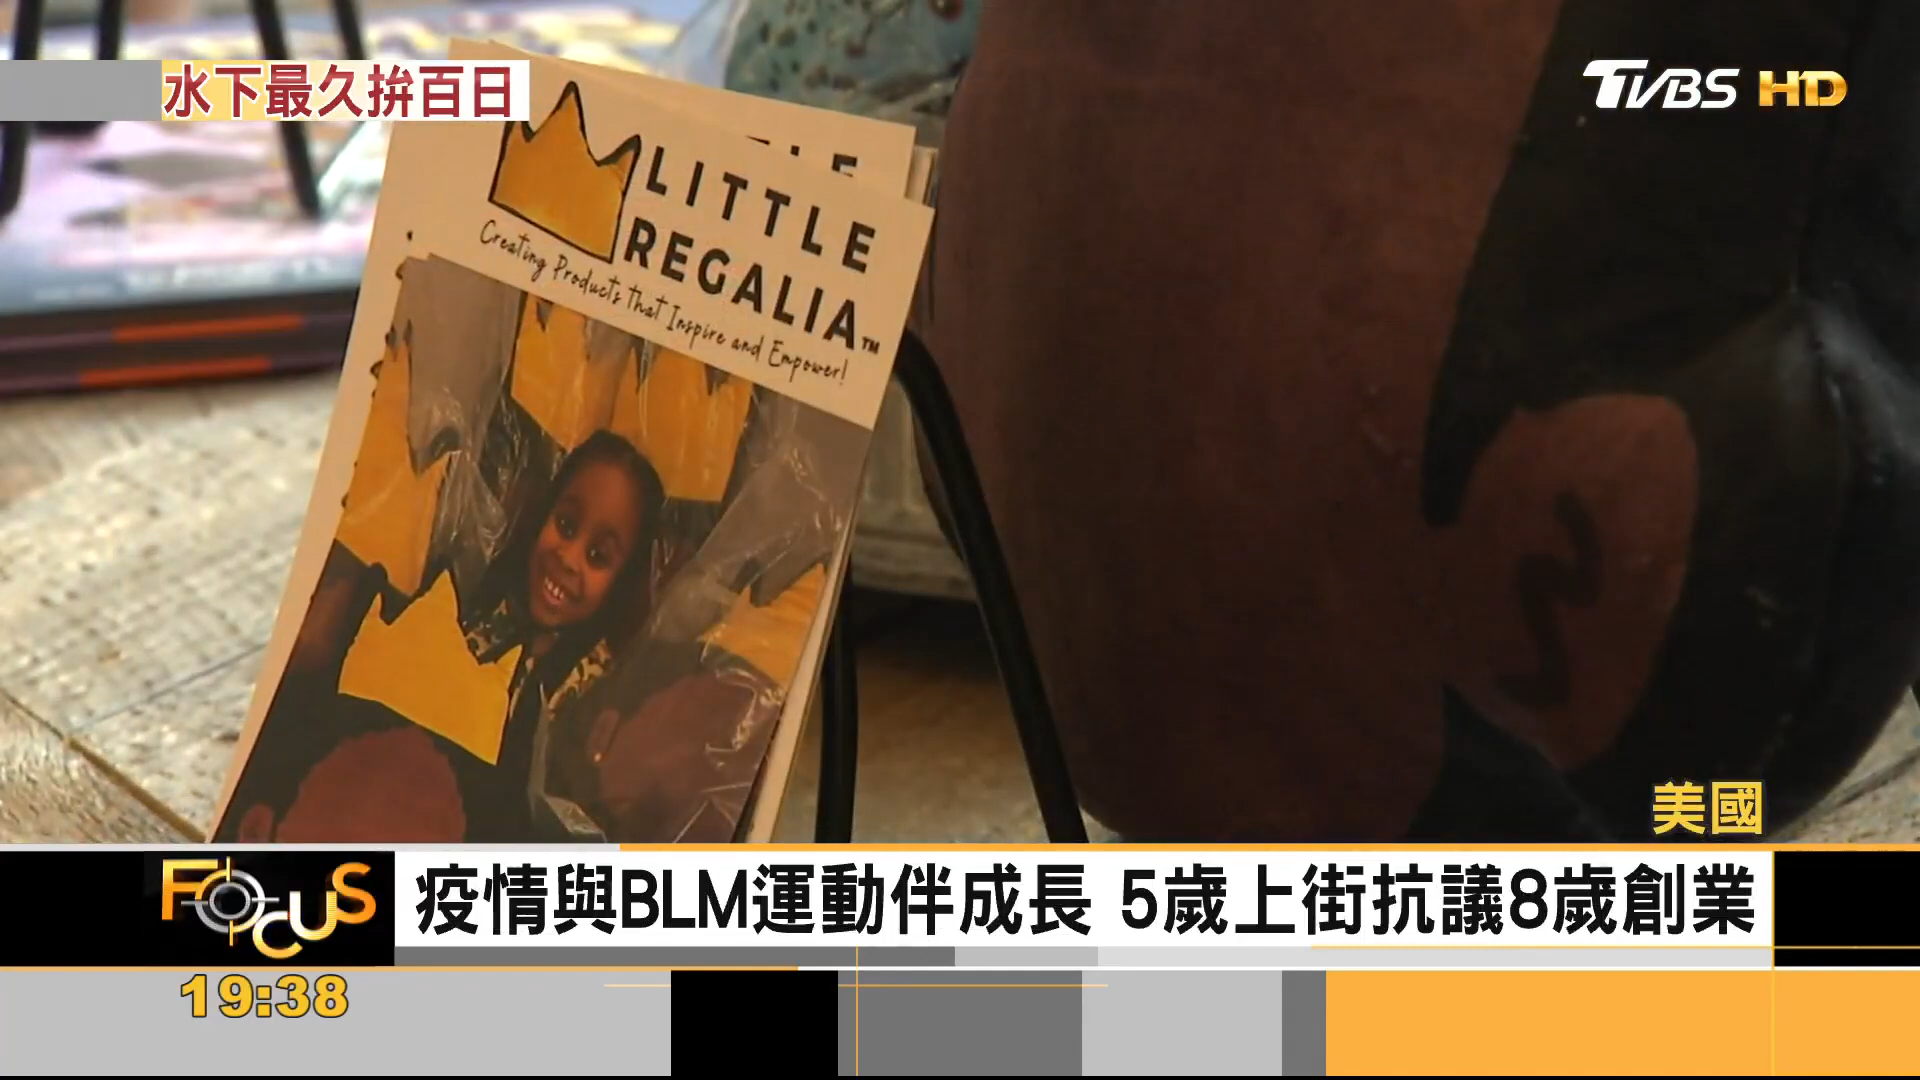 水下最久拚百日
TVBS HD
LITTLE
REGALIA™
Creating Products that Inspire and Empower!
美國
FOCUS
疫情與BLM運動伴成長 5歲上街抗議8歲創業
19:38